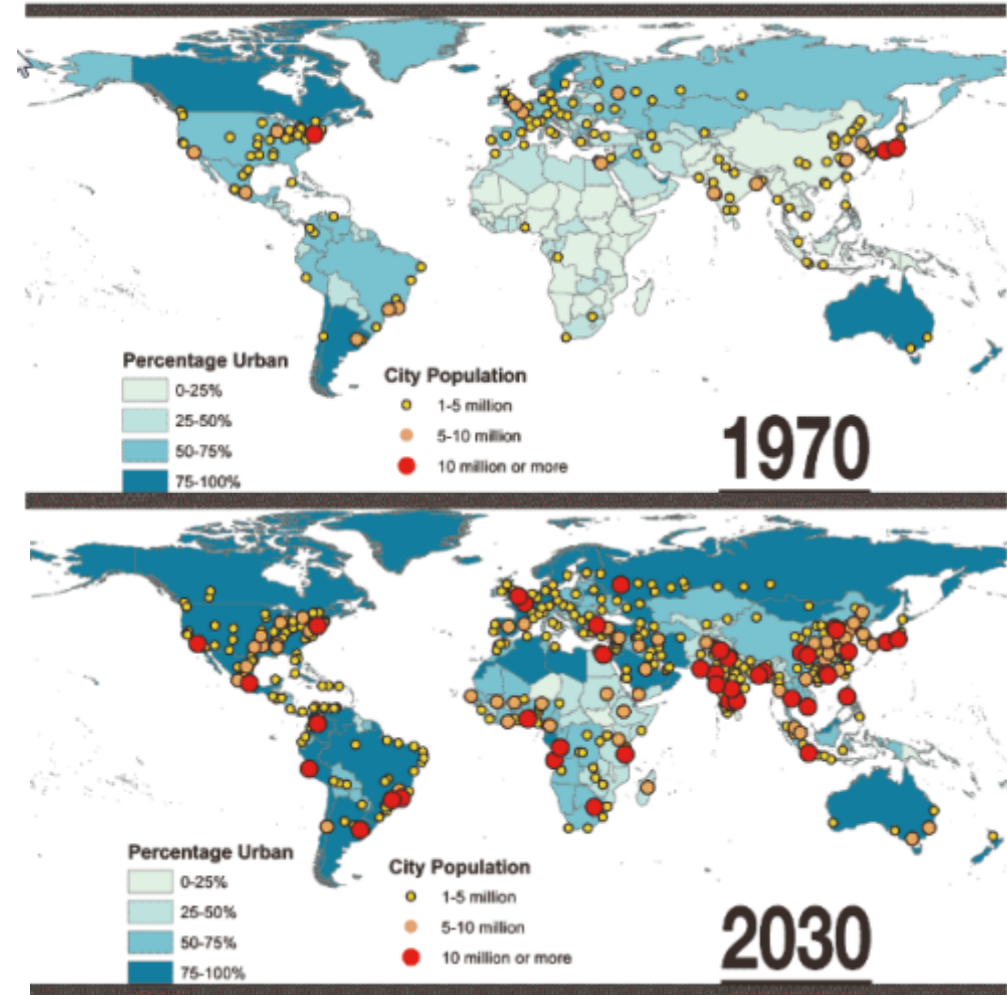 Percentage Urban
0-25%
25-50%
50-75%
75-100%
City Population
1-5 million
5-10 million
10 million or more
1970
Percentage Urban
0-25%
25-50%
50-75%
75-100%
City Population
1-5 million
5-10 million
10 million or more
2030